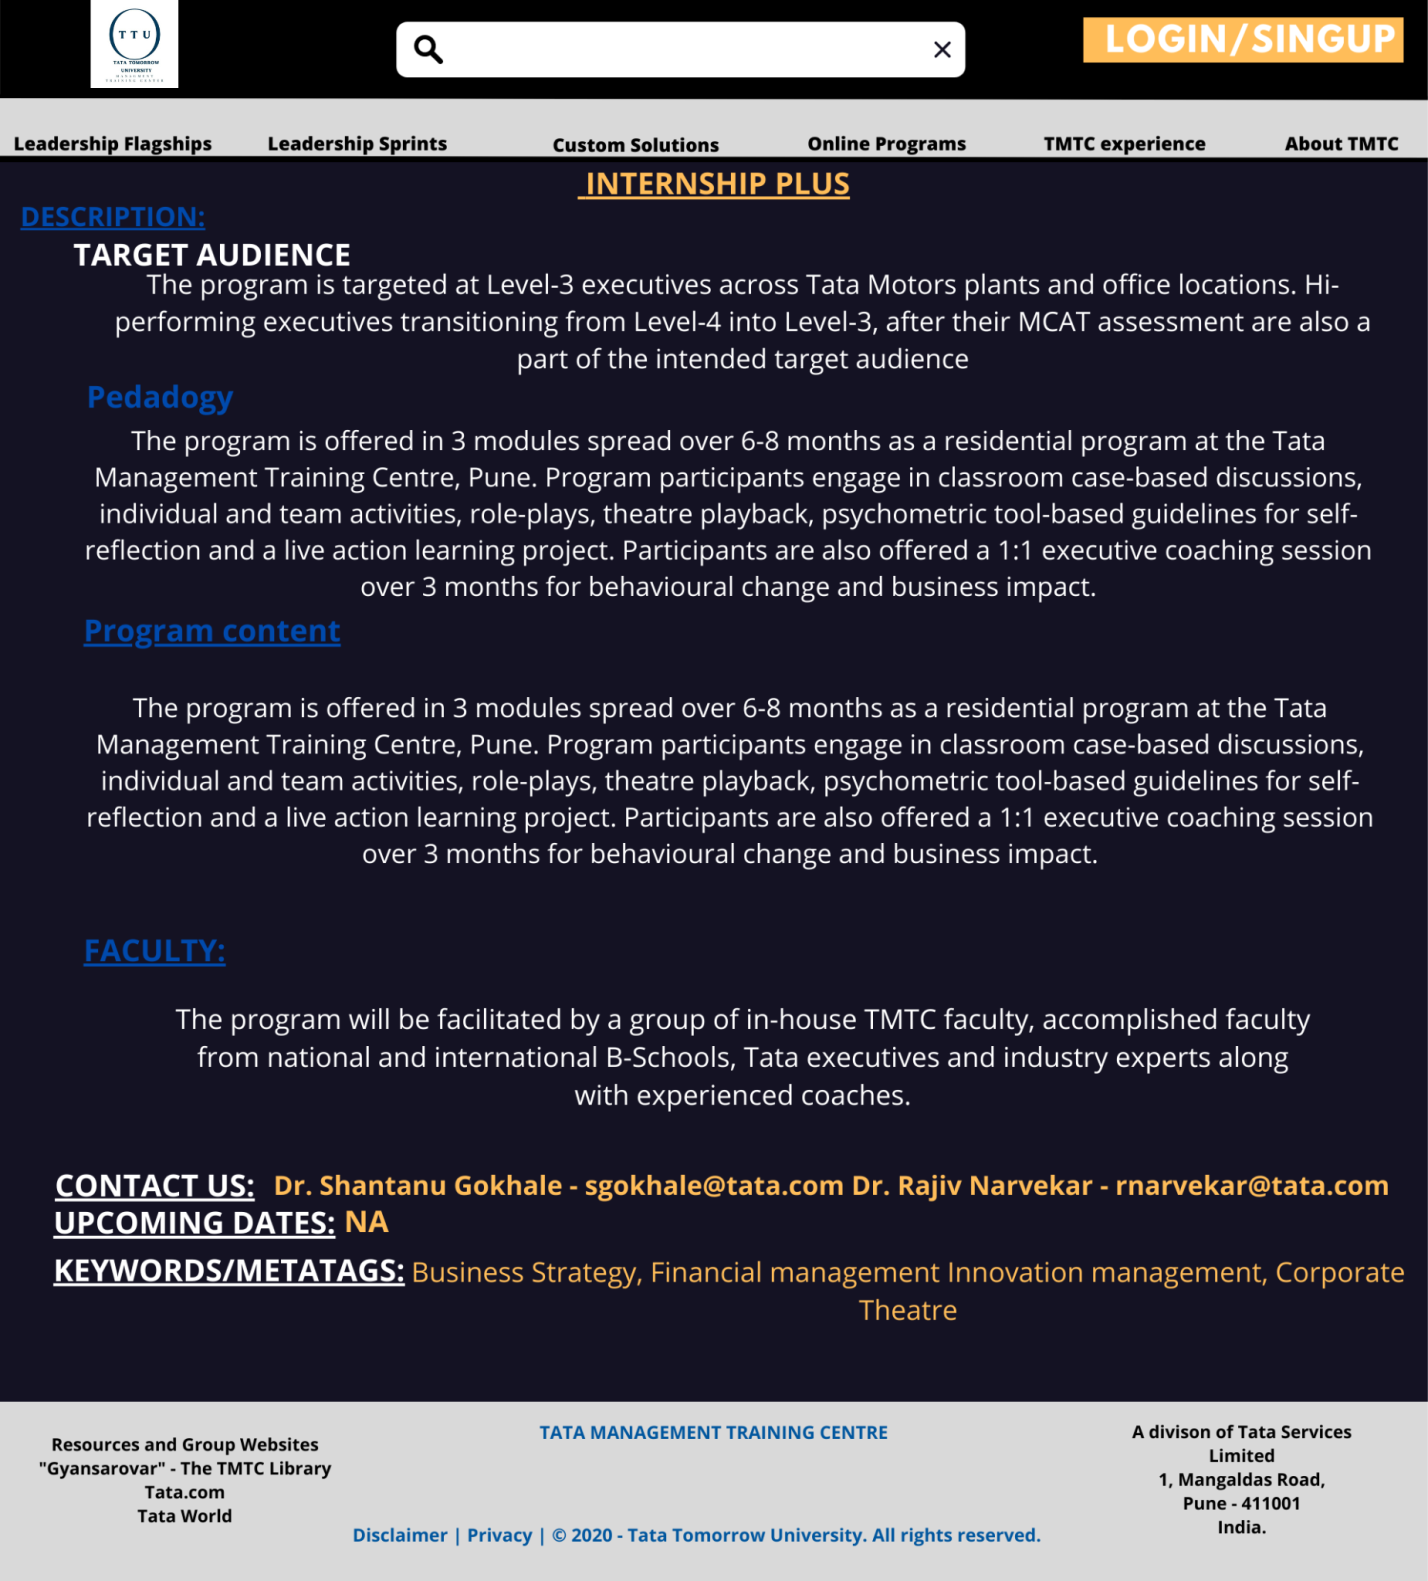 T T U
TATA TOMORROW
UNIVERSITY
MANAGEMENT
TRAINING CENTER
LOGIN/SINGUP
Leadership Flagships
Leadership Sprints
Custom Solutions
Online Programs
TMTC experience
About TMTC
INTERNSHIP PLUS
DESCRIPTION:
TARGET AUDIENCE
The program is targeted at Level-3 executives across Tata Motors plants and office locations. Hi-
performing executives transitioning from Level-4 into Level-3, after their MCAT assessment are also a
part of the intended target audience
Pedadogy
The program is offered in 3 modules spread over 6-8 months as a residential program at the Tata
Management Training Centre, Pune. Program participants engage in classroom case-based discussions,
individual and team activities, role-plays, theatre playback, psychometric tool-based guidelines for self-
reflection and a live action learning project. Participants are also offered a 1:1 executive coaching session
over 3 months for behavioural change and business impact.
Program content
The program is offered in 3 modules spread over 6-8 months as a residential program at the Tata
Management Training Centre, Pune. Program participants engage in classroom case-based discussions,
individual and team activities, role-plays, theatre playback, psychometric tool-based guidelines for self-
reflection and a live action learning project. Participants are also offered a 1:1 executive coaching session
over 3 months for behavioural change and business impact.
FACULTY:
The program will be facilitated by a group of in-house TMTC faculty, accomplished faculty
from national and international B-Schools, Tata executives and industry experts along
with experienced coaches.
CONTACT US: Dr. Shantanu Gokhale - sgokhale@tata.com Dr. Rajiv Narvekar - rnarvekar@tata.com
UPCOMING DATES: NA
KEYWORDS/METATAGS: Business Strategy, Financial management Innovation management, Corporate
Theatre
Resources and Group Websites
"Gyansarovar" - The TMTC Library
Tata.com
Tata World
TATA MANAGEMENT TRAINING CENTRE
Disclaimer | Privacy | © 2020 - Tata Tomorrow University. All rights reserved.
A divison of Tata Services
Limited
1, Mangaldas Road,
Pune - 411001
India.